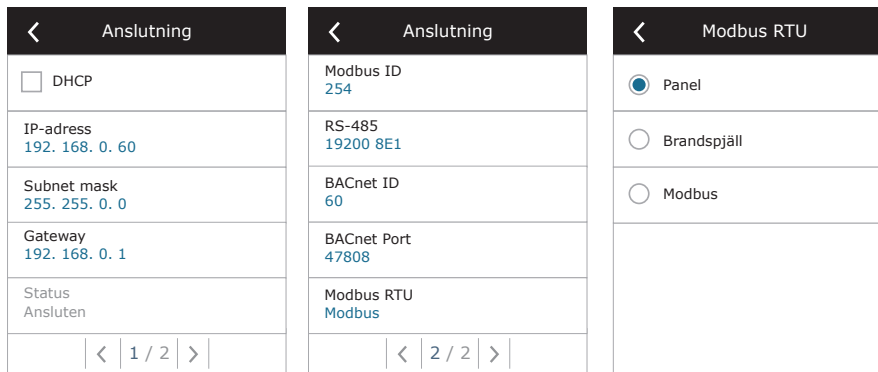 Anslutning
DHCP
IP-adress
192. 168. 0. 60
Subnet mask
255. 255. 0. 0
Gateway
192. 168. 0. 1
Status
Ansluten
1 / 2
Anslutning
Modbus ID
254
RS-485
19200 8E1
BACnet ID
60
BACnet Port
47808
Modbus RTU
Modbus
2 / 2
Modbus RTU
Panel
Brandspjäll
Modbus